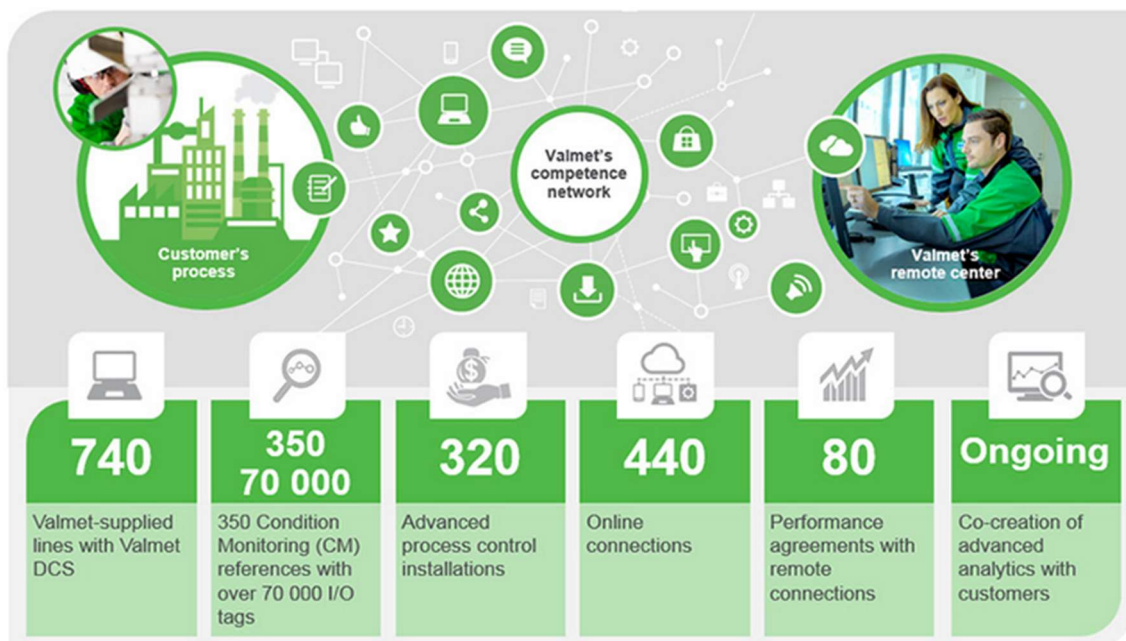 Customer's
process
Valmet's
competence
network
Valmet's
remote center
740
Valmet-supplied
lines with Valmet
DCS
350
70 000
350 Condition
Monitoring (CM)
references with
over 70 000 I/O
tags
320
Advanced
process control
installations
440
Online
connections
80
Performance
agreements with
remote
connections
Ongoing
Co-creation of
advanced
analytics with
customers